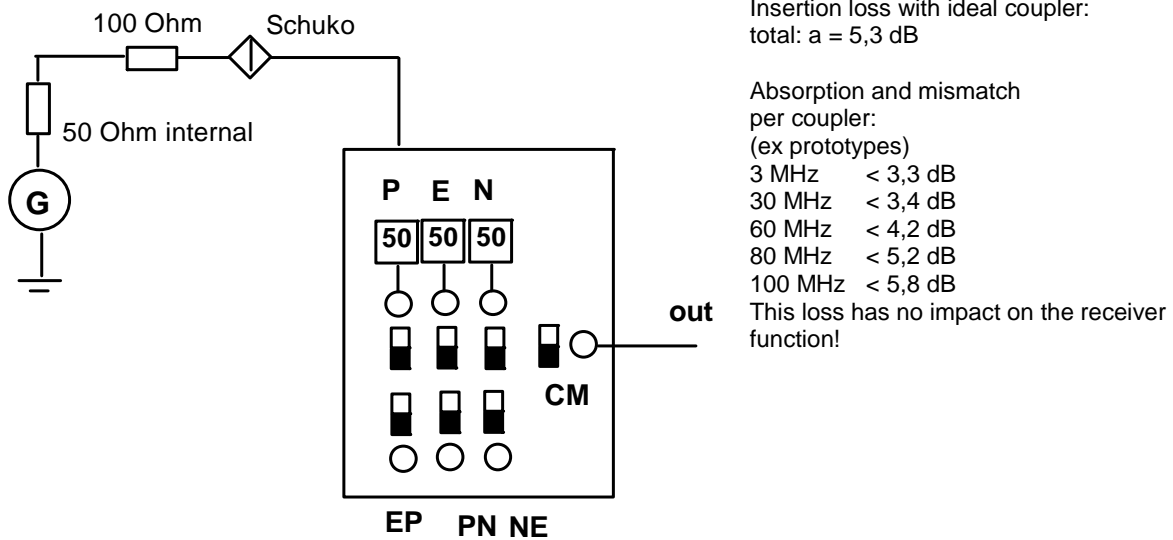 100 Ohm
Schuko
50 Ohm internal
G
P E N
50 50 50
out
CM
EP PN NE
Insertion loss with ideal coupler:
total: a = 5,3 dB
Absorption and mismatch
per coupler:
(ex prototypes)
3 MHz < 3,3 dB
30 MHz < 3,4 dB
60 MHz < 4,2 dB
80 MHz < 5,2 dB
100 MHz < 5,8 dB
This loss has no impact on the receiver
function!